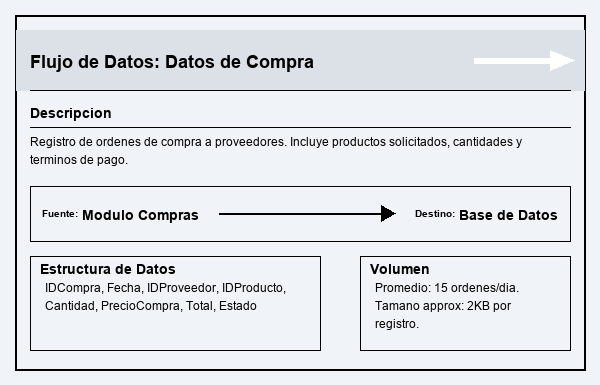 Flujo de Datos: Datos de Compra
Descripcion
Registro de ordenes de compra a proveedores. Incluye productos solicitados, cantidades y
terminos de pago.
Fuente: Modulo Compras Destino: Base de Datos
Estructura de Datos
IDCompra, Fecha, IDProveedor, IDProducto,
Cantidad, PrecioCompra, Total, Estado
Volumen
Promedio: 15 ordenes/dia.
Tamano approx: 2KB por
registro.